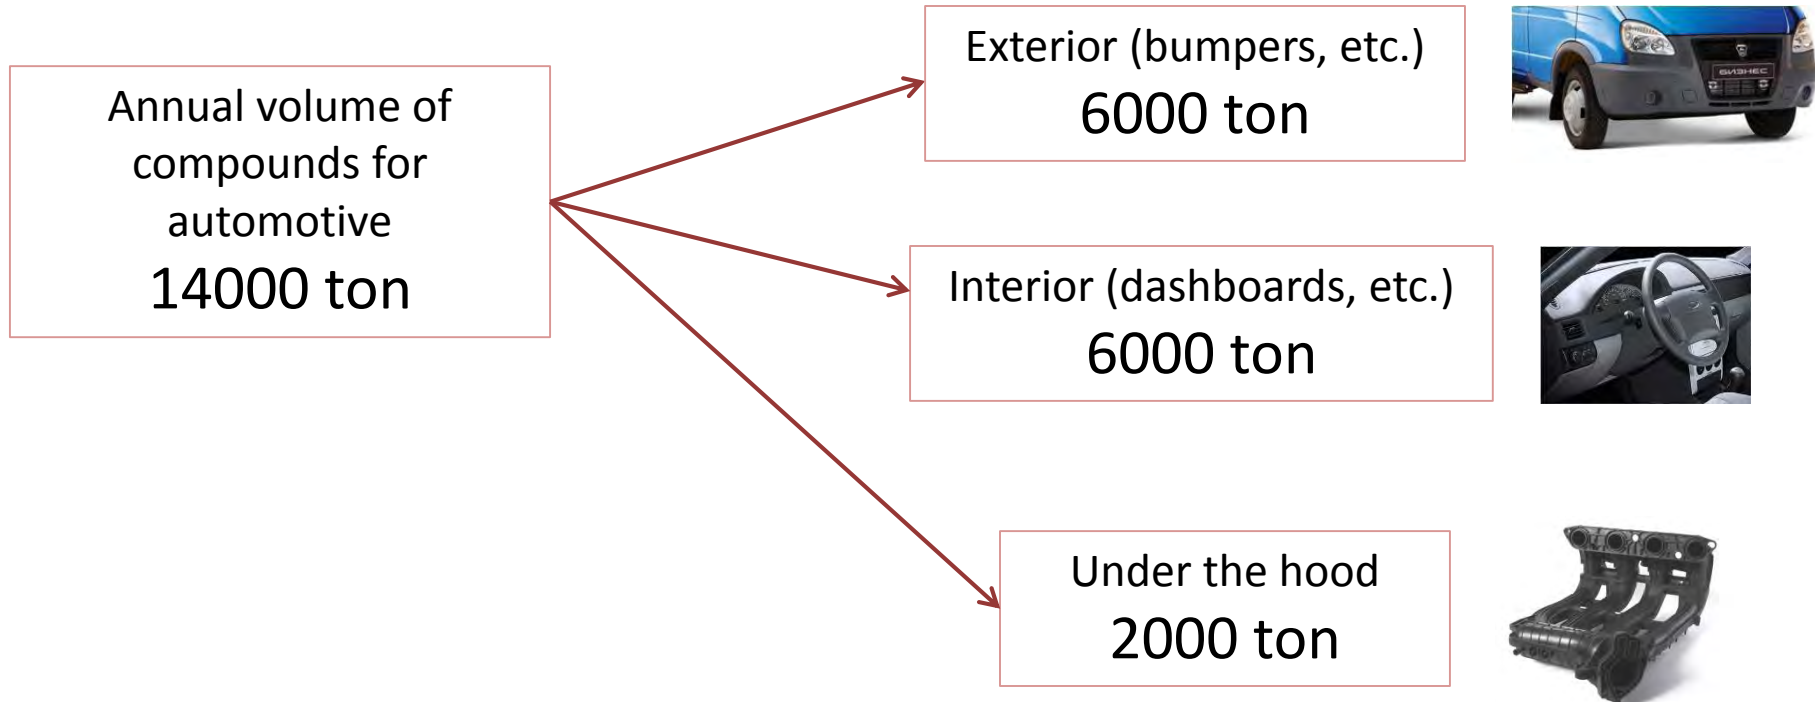 Annual volume of
compounds for
automotive
14000 ton
Exterior (bumpers, etc.)
6000 ton
БИЗНЕС
Interior (dashboards, etc.)
6000 ton
Under the hood
2000 ton